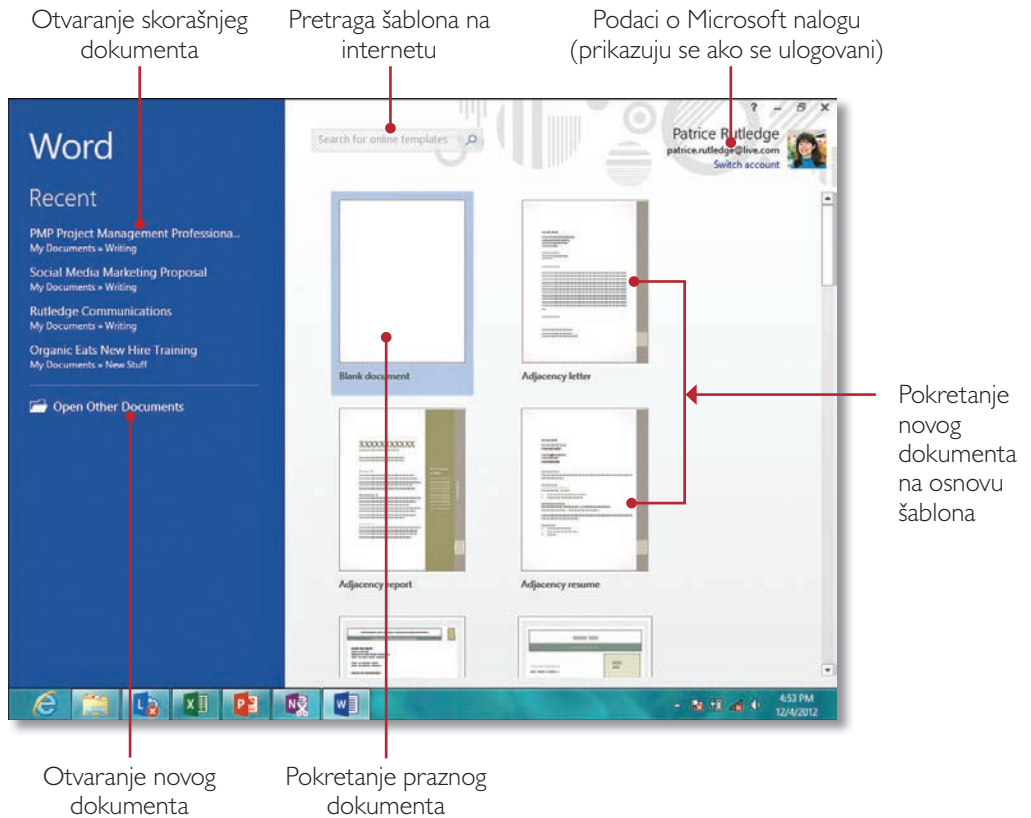 Otvaranje skorašnjeg
dokumenta
Pretraga šablona na
internetu
Podaci o Microsoft nalogu
(prikazuju se ako se ulogovani)
Word
Search for online templates
?
Patrice Rutledge
patrice.rutledge@live.com
Switch account
Recent
PMP Project Management Professiona...
My Documents » Writing
Social Media Marketing Proposal
My Documents » Writing
Rutledge Communications
My Documents » Writing
Organic Eats New Hire Training
My Documents » New Stuff
Open Other Documents
Blank document
Adjacency letter
Adjacency report
Adjacency resume
Pokretanje
novog
dokumenta
na osnovu
šablona
4:53 PM
12/4/2012
Otvaranje novog
dokumenta
Pokretanje praznog
dokumenta